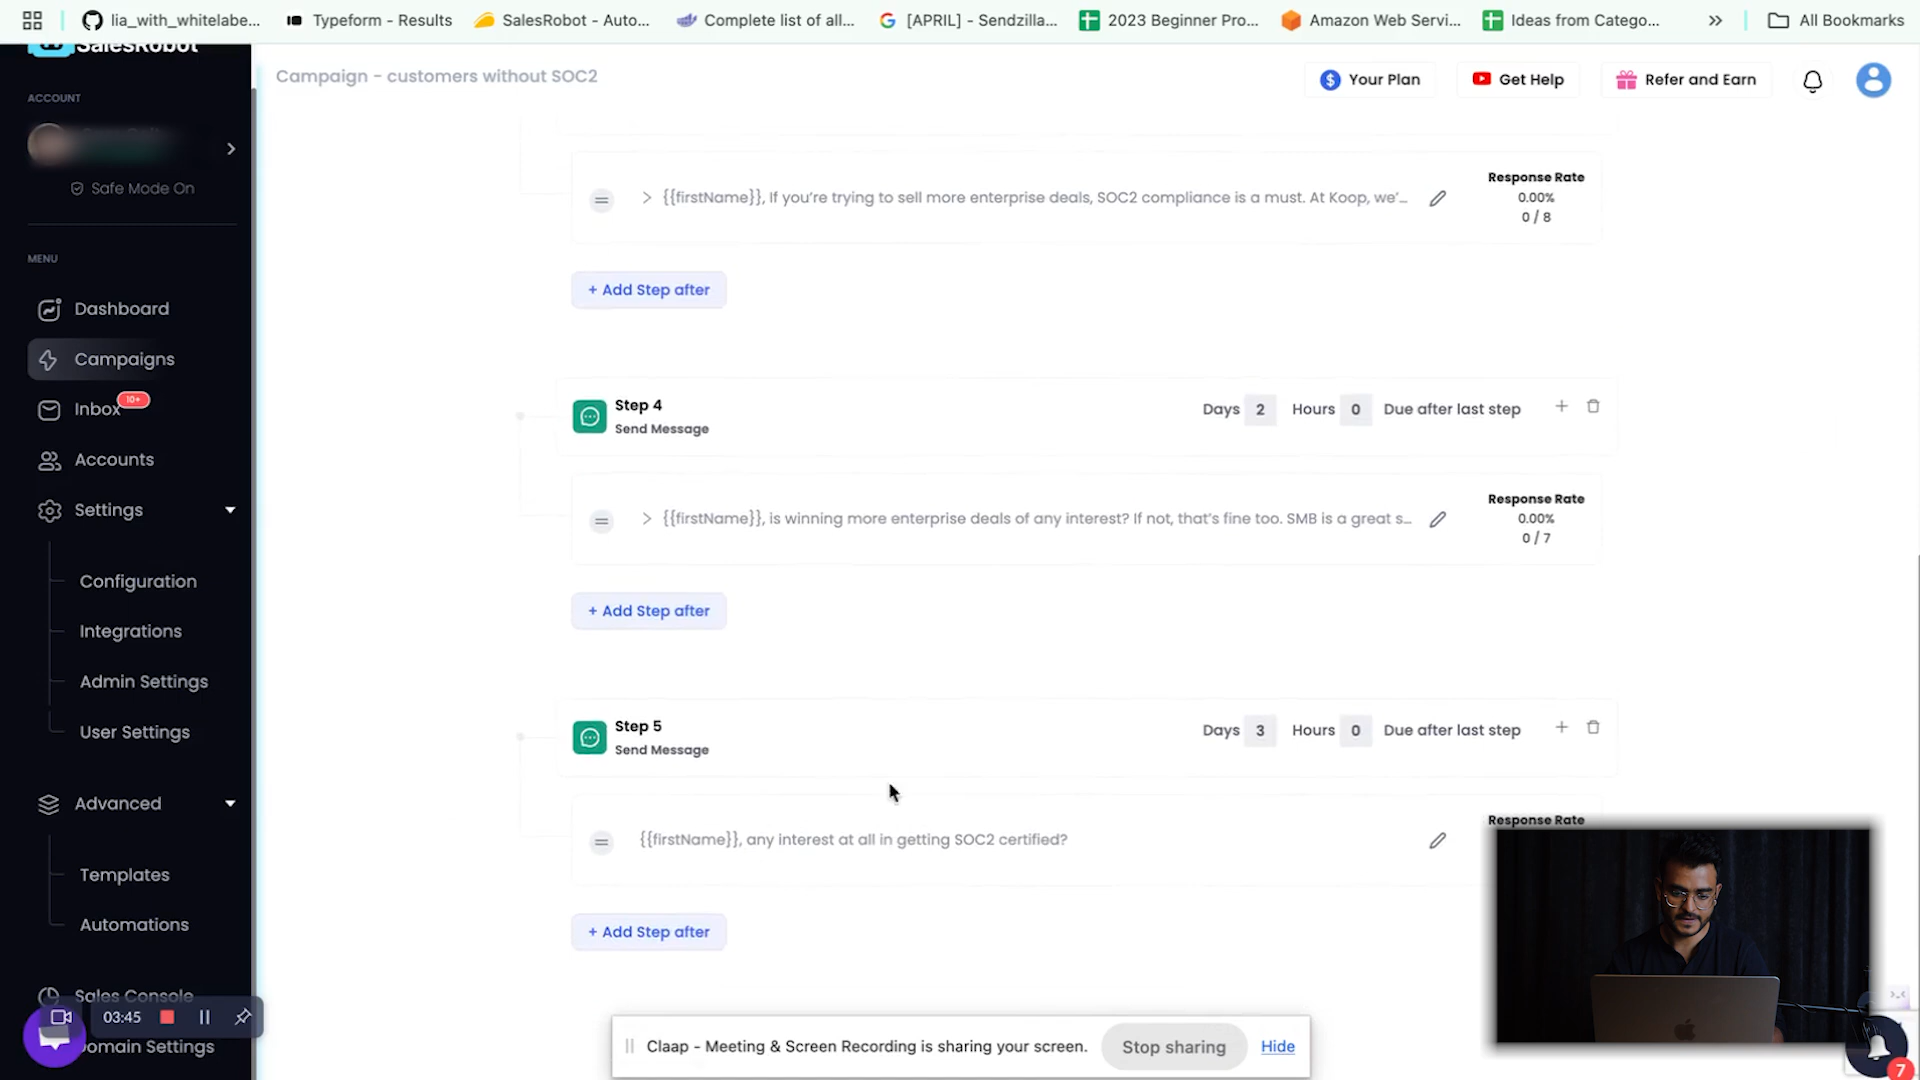 lia_with_whitelabe...
Typeform - Results
SalesRobot - Auto...
Complete list of all...
[APRIL] - Sendzilla...
2023 Beginner Pro...
Amazon Web Servi...
Ideas from Catego...
All Bookmarks
SalesRobot
Campaign - customers without SOC2
Your Plan
Get Help
Refer and Earn
ACCOUNT
Safe Mode On
MENU
Dashboard
Campaigns
Inbox
10+
Accounts
Settings
Configuration
Integrations
Admin Settings
User Settings
Advanced
Templates
Automations
Sales Console
03:45
Domain Settings
{{firstName}}, If you're trying to sell more enterprise deals, SOC2 compliance is a must. At Koop, we'...
Response Rate
0.00%
0 / 8
+ Add Step after
Step 4
Send Message
Days 2 Hours 0 Due after last step
{{firstName}}, is winning more enterprise deals of any interest? If not, that's fine too. SMB is a great s...
Response Rate
0.00%
0 / 7
+ Add Step after
Step 5
Send Message
Days 3 Hours 0 Due after last step
{{firstName}}, any interest at all in getting SOC2 certified?
Response Rate
+ Add Step after
Claap - Meeting & Screen Recording is sharing your screen.
Stop sharing
Hide
7